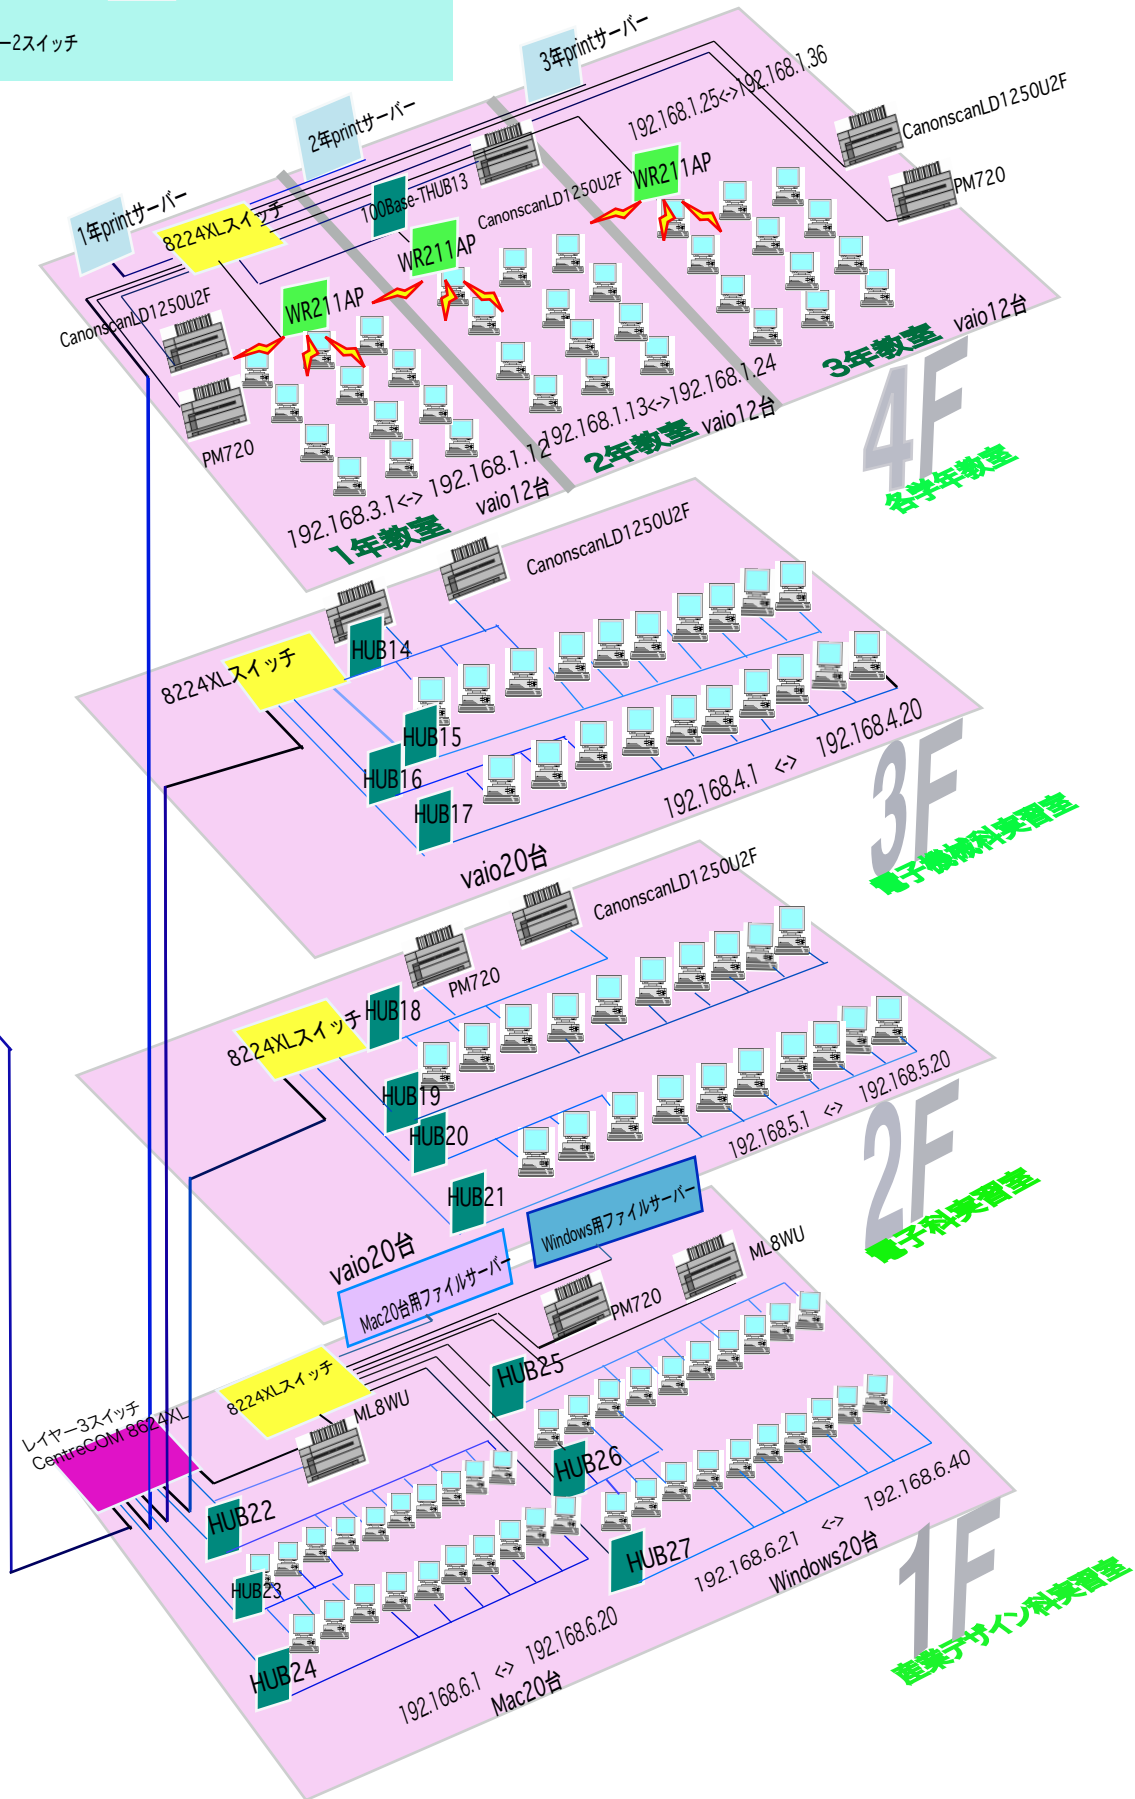 ー2スイッチ
3年printサーバー
2年printサーバー
1年printサーバー
192.168.1.25<->192.168.1.36
CanonscanLD1250U2F
PM720
WR211AP
100Base-THUB13
CanonscanLD1250U2F
8224XLスイッチ
WR211AP
WR211AP
CanonscanLD1250U2F
PM720
vaio12台
3年教室
192.168.1.13<->192.168.1.24
vaio12台
2年教室
192.168.3.1<-> 192.168.1.12
vaio12台
1年教室
4F
各学年教室
CanonscanLD1250U2F
HUB14
8224XLスイッチ
HUB15
HUB16
HUB17
192.168.4.1 <-> 192.168.4.20
vaio20台
3F
電子機械科実習室
CanonscanLD1250U2F
PM720
HUB18
8224XLスイッチ
HUB19
HUB20
HUB21
192.168.5.1 <-> 192.168.5.20
vaio20台
2F
電子科実習室
Windows用ファイルサーバー
Mac20台用ファイルサーバー
ML8WU
PM720
HUB25
8224XLスイッチ
ML8WU
レイヤー3スイッチ
CentreCOM 8624XL
HUB26
HUB22
HUB27
HUB23
HUB24
192.168.6.21 <-> 192.168.6.40
Windows20台
192.168.6.1 <-> 192.168.6.20
Mac20台
1F
産業デザイン科実習室